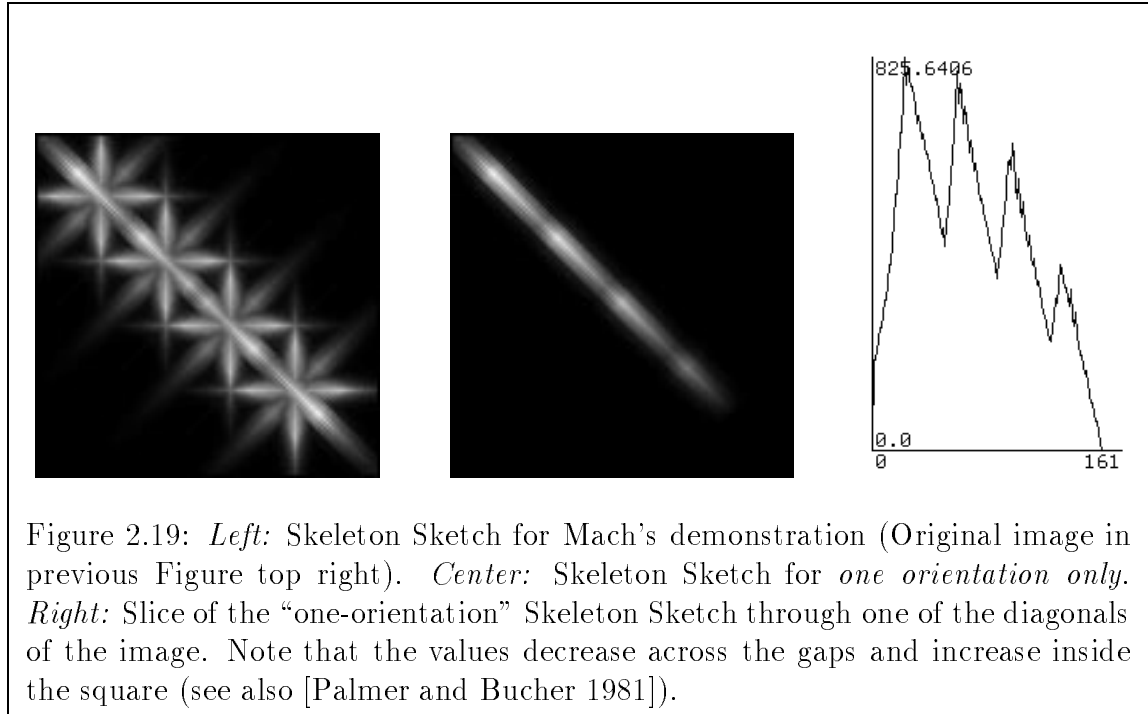 825.6406
0.0
0 161
Figure 2.19: Left: Skeleton Sketch for Mach's demonstration (Original image in
previous Figure top right). Center: Skeleton Sketch for one orientation only.
Right: Slice of the “one-orientation” Skeleton Sketch through one of the diagonals
of the image. Note that the values decrease across the gaps and increase inside
the square (see also [Palmer and Bucher 1981]).